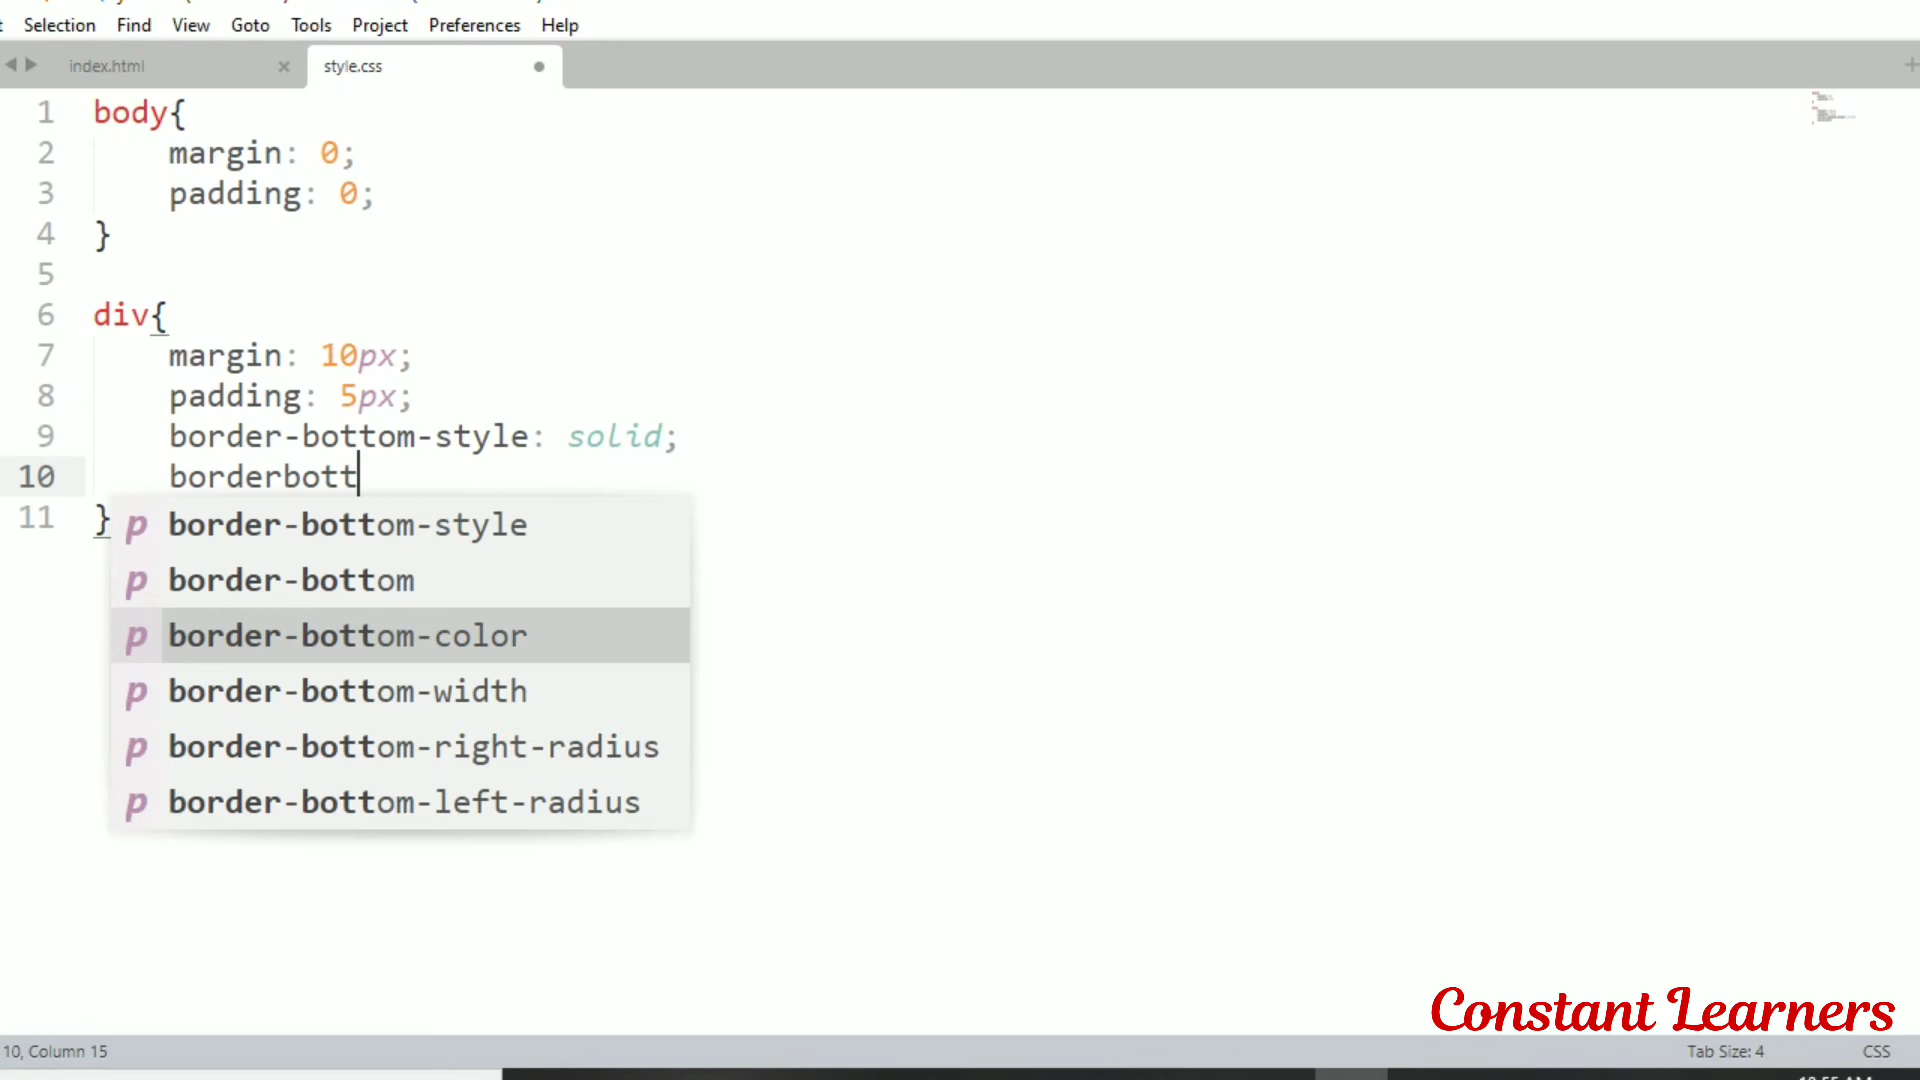 Selection Find View Goto Tools Project Preferences Help
index.html × style.css
1 body{
2 margin: 0;
3 padding: 0;
4 }
5
6 div{
7 margin: 10px;
8 padding: 5px;
9 border-bottom-style: solid;
10 borderbott
11 }
p border-bottom-style
p border-bottom
p border-bottom-color
p border-bottom-width
p border-bottom-right-radius
p border-bottom-left-radius
Constant Learners
10, Column 15 Tab Size: 4 CSS